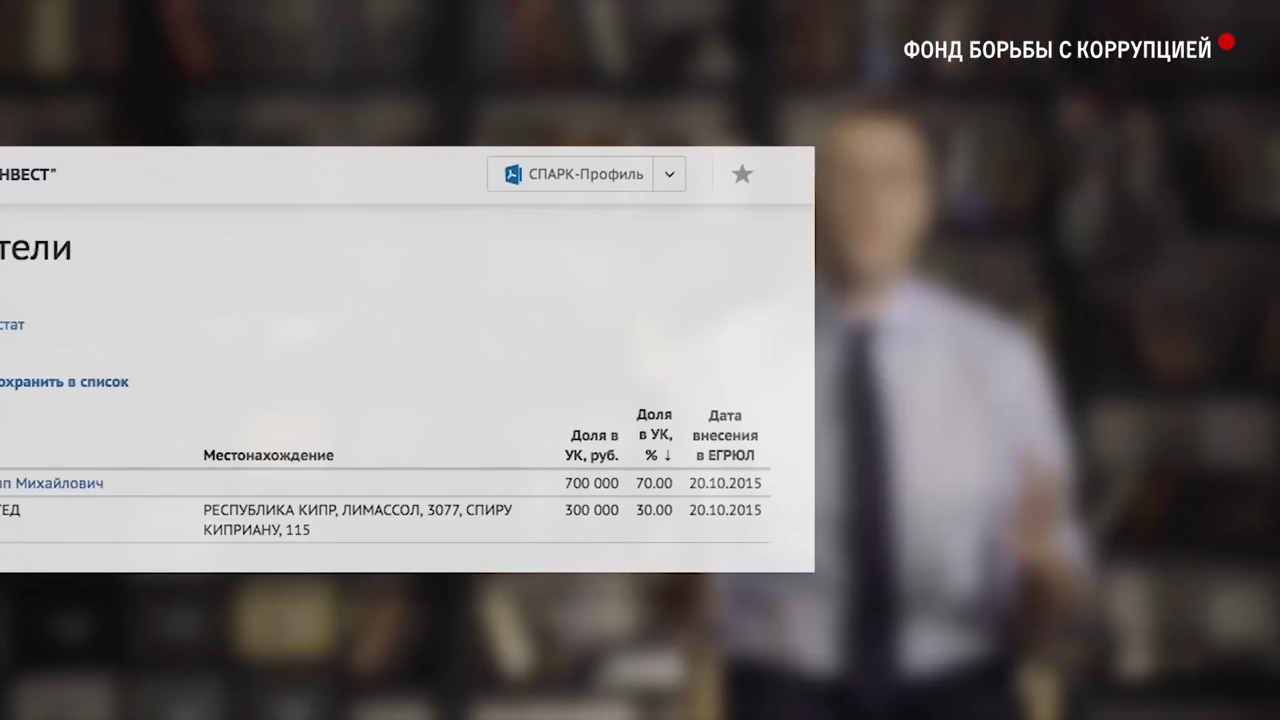 ФОНД БОРЬБЫ С КОРРУПЦИЕЙ
НВЕСТ"
СПАРК-Профиль
тели
стат
охранить в список
Местонахождение
Доля в
УК, руб.
Доля
в УК,
% ↓
Дата
внесения
в ЕГРЮЛ
пп Михайлович 700 000 70.00 20.10.2015
ТЕД РЕСПУБЛИКА КИПР, ЛИМАССОЛ, 3077, СПИРУ 300 000 30.00 20.10.2015
КИПРИАНУ, 115